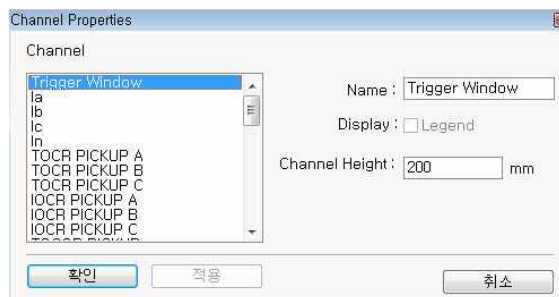 Channel Properties
Channel
Trigger Window
Ia
Ib
Ic
In
TOCR PICKUP A
TOCR PICKUP B
TOCR PICKUP C
IOCR PICKUP A
IOCR PICKUP B
IOCR PICKUP C
Name : Trigger Window
Display : Legend
Channel Height : 200 mm
확인 적용 취소